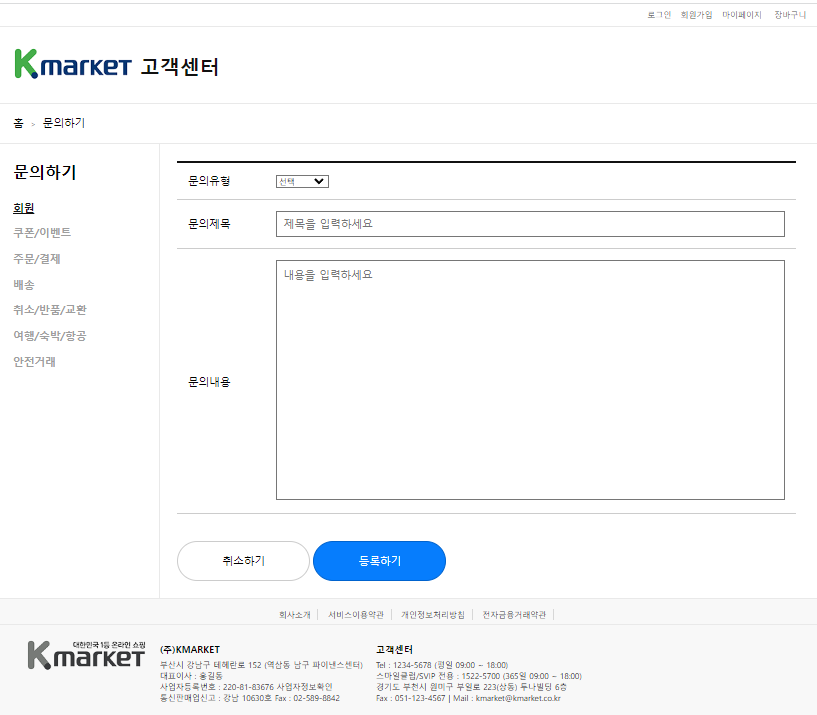 로그인 회원가입 마이페이지 장바구니
Kmarket 고객센터
홈 > 문의하기
문의하기
회원
쿠폰/이벤트
주문/결제
배송
취소/반품/교환
여행/숙박/항공
안전거래
문의유형 선택
문의제목 제목을 입력하세요
문의내용 내용을 입력하세요
취소하기 등록하기
회사소개 서비스이용약관 개인정보처리방침 전자금융거래약관
대한민국 1등 온라인 쇼핑
Kmarket
(주)KMARKET
부산시 강남구 테헤란로 152 (역삼동 남구 파이낸스센터)
대표이사 : 홍길동
사업자등록번호 : 220-81-83676 사업자정보확인
통신판매업신고 : 강남 10630호 Fax : 02-589-8842
고객센터
Tel : 1234-5678 (평일 09:00 ~ 18:00)
스마일클럽/SVIP 전용 : 1522-5700 (365일 09:00 ~ 18:00)
경기도 부천시 원미구 부일로 223(상동) 투나빌딩 6층
Fax : 051-123-4567 | Mail : kmarket@kmarket.co.kr